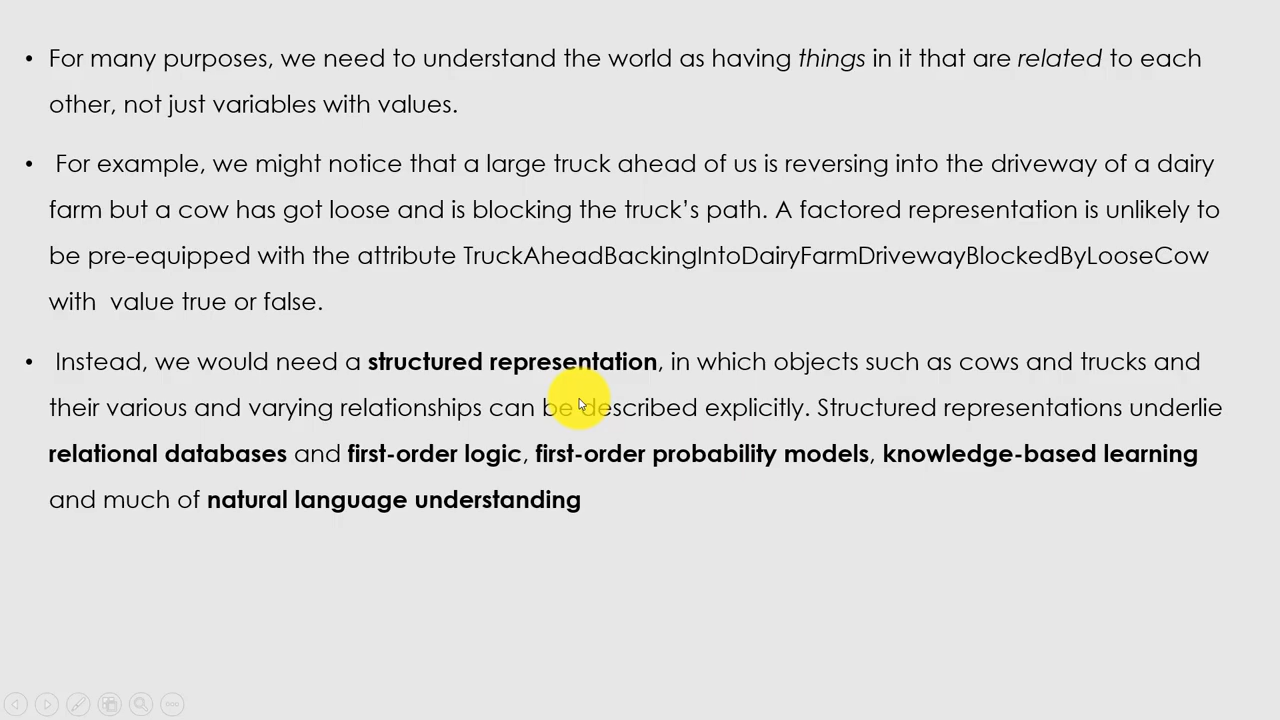 • For many purposes, we need to understand the world as having things in it that are related to each
other, not just variables with values.
• For example, we might notice that a large truck ahead of us is reversing into the driveway of a dairy
farm but a cow has got loose and is blocking the truck’s path. A factored representation is unlikely to
be pre-equipped with the attribute TruckAheadBackingIntoDairyFarmDrivewayBlockedByLooseCow
with value true or false.
• Instead, we would need a structured representation, in which objects such as cows and trucks and
their various and varying relationships can be described explicitly. Structured representations underlie
relational databases and first-order logic, first-order probability models, knowledge-based learning
and much of natural language understanding